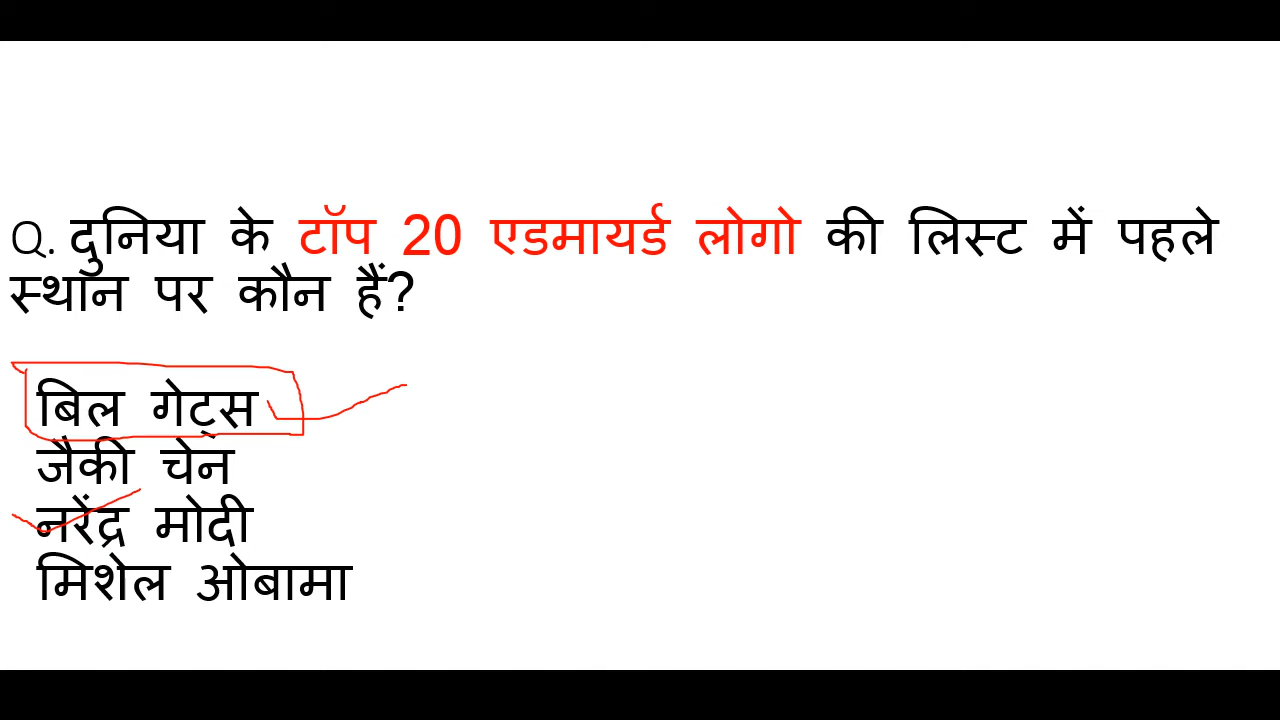 Q. दुनिया के टॉप 20 एडमायर्ड लोगो की लिस्ट में पहले
स्थान पर कौन हैं?
बिल गेट्स
जैकी चेन
नरेंद्र मोदी
मिशेल ओबामा